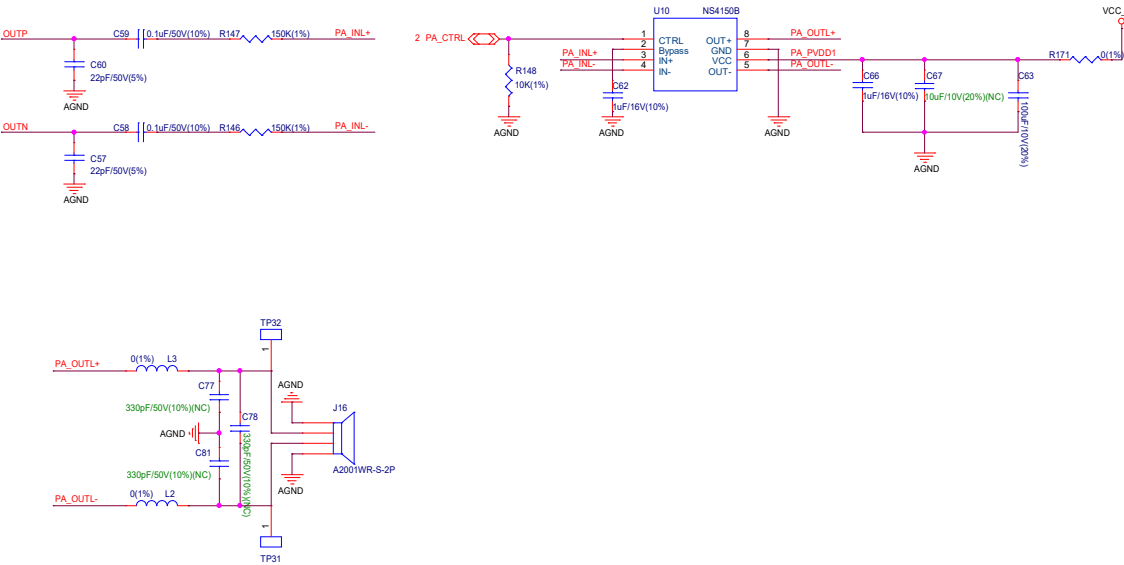 OUTP
C59
0.1uF/50V(10%)
R147
150K(1%)
PA_INL+
C60
22pF/50V(5%)
AGND
OUTN
C58
0.1uF/50V(10%)
R146
150K(1%)
PA_INL-
C57
22pF/50V(5%)
AGND
2 PA_CTRL
R148
10K(1%)
AGND
U10
NS4150B
PA_INL+
PA_INL-
1
2
3
4
CTRL
Bypass
IN+
IN-
OUT+
GND
VCC
OUT-
8
7
6
5
PA_OUTL+
PA_PVDD1
PA_OUTL-
C62
1uF/16V(10%)
AGND
AGND
C66
1uF/16V(10%)
C67
10uF/10V(20%)(NC)
C63
100uF/10V(20%)
AGND
R171
0(1%)
VCC_
TP32
1
PA_OUTL+
0(1%)
L3
C77
330pF/50V(10%)(NC)
AGND
C78
330pF/50V(10%)(NC)
C81
330pF/50V(10%)(NC)
PA_OUTL-
0(1%)
L2
AGND
J16
A2001WR-S-2P
AGND
1
TP31